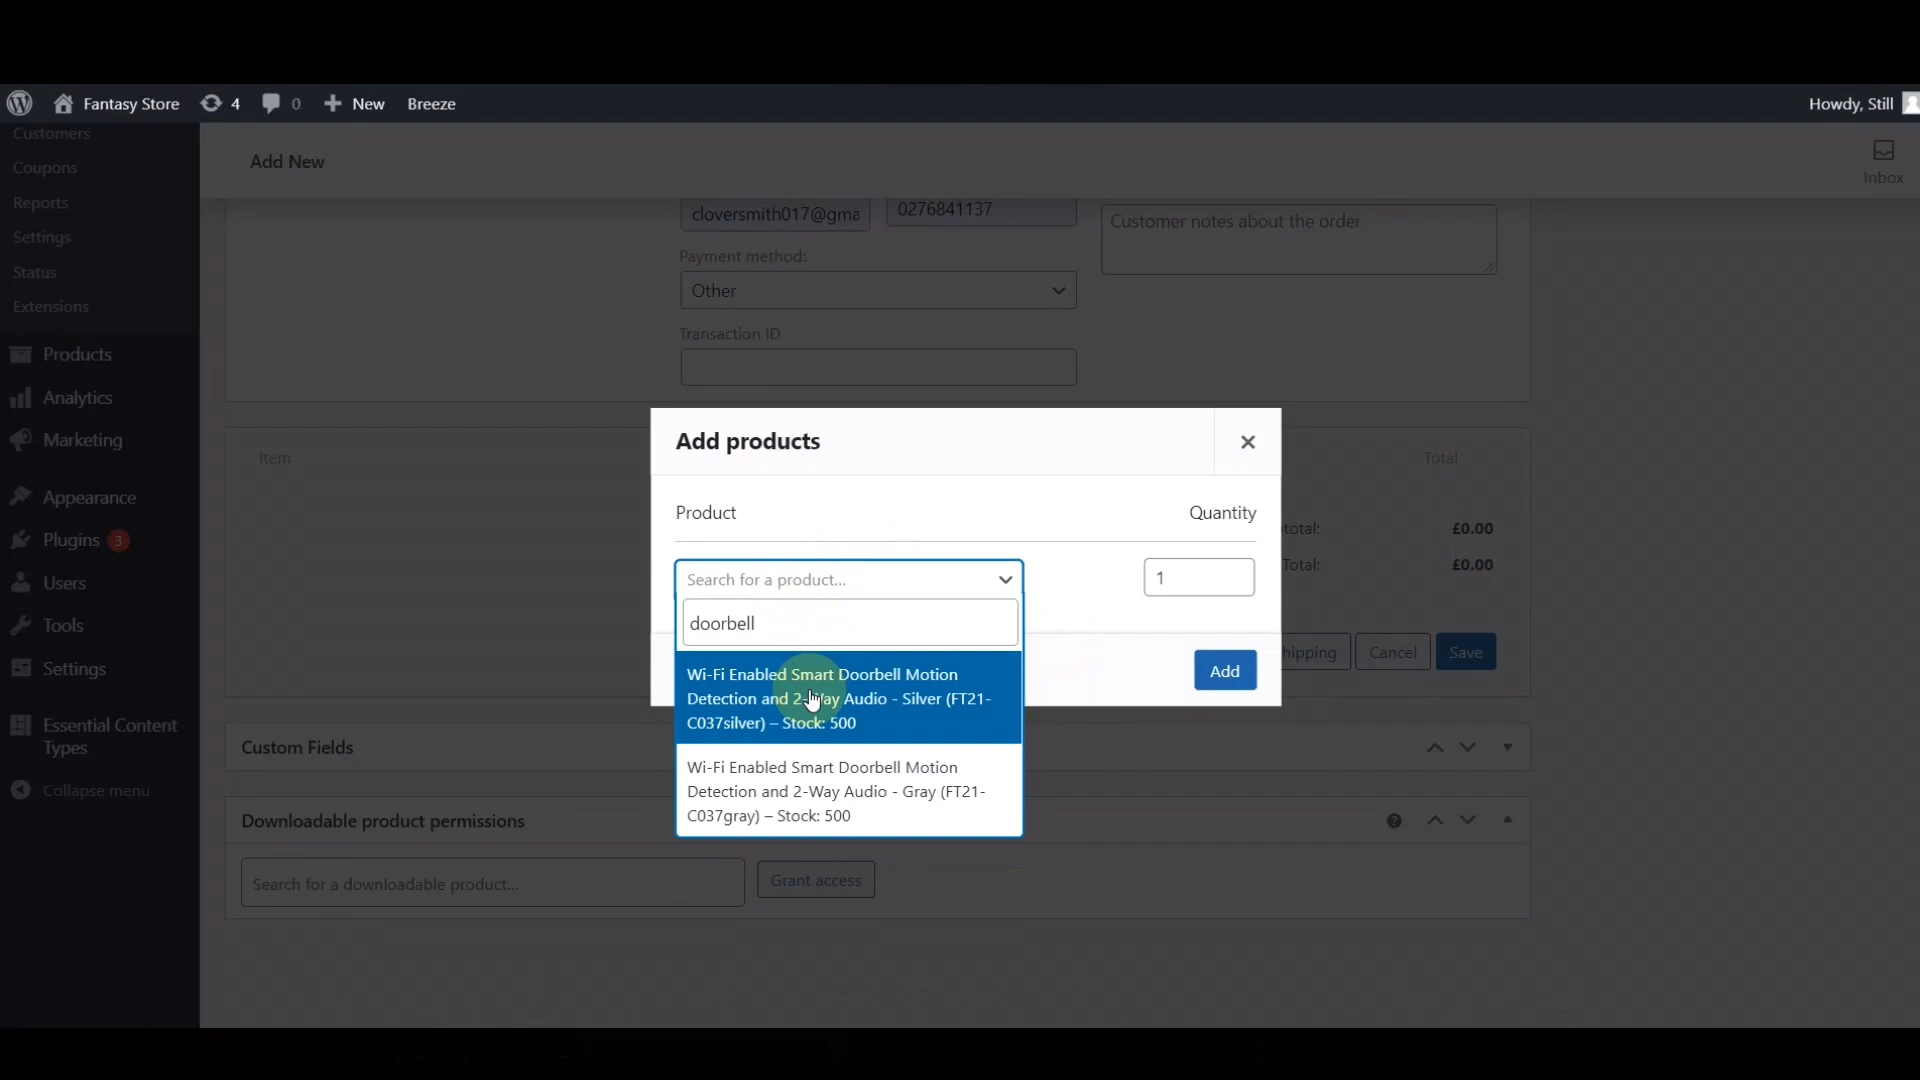 Fantasy Store 4 0 New Breeze Howdy, Still
Customers
Coupons
Reports
Settings
Status
Extensions
Products
Analytics
Marketing
Appearance
Plugins 3
Users
Tools
Settings
Essential Content
Types
Collapse menu
Add New
Inbox
cloversmith017@gma 0276841137
Customer notes about the order
Payment method:
Other
Transaction ID
Item Total
Add products
Product Quantity
Search for a product... 1
doorbell
Wi-Fi Enabled Smart Doorbell Motion
Detection and 2-Way Audio - Silver (FT21-
C037silver) – Stock: 500
Wi-Fi Enabled Smart Doorbell Motion
Detection and 2-Way Audio - Gray (FT21-
C037gray) – Stock: 500
Add
total: £0.00
Total: £0.00
hipping Cancel Save
Custom Fields
Downloadable product permissions
Search for a downloadable product... Grant access